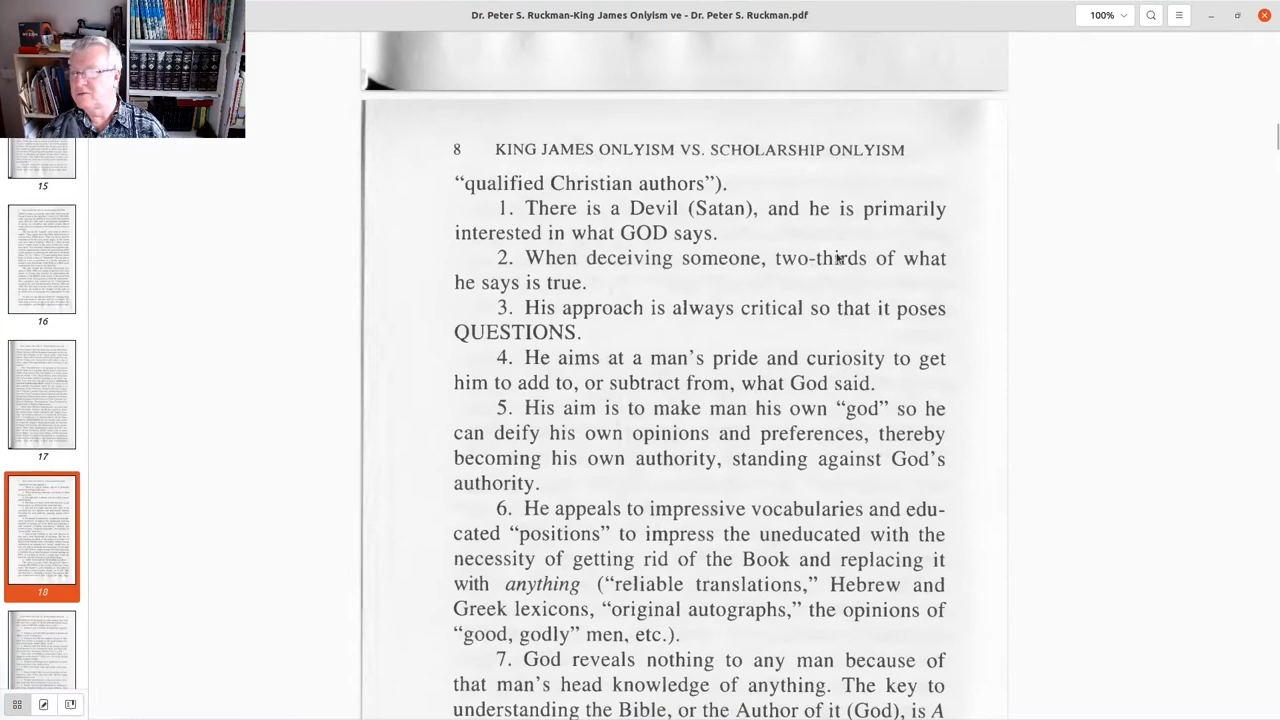 Dr. Peter S. Ruckman-King James Onlyism ve - Dr. Peter S. Ruckman.pdf
100%
15
16
17
18
8 KING JAMES ONLYISM VS. SCHOLARSHIP ONLYISM
“qualified Christian authors”).
1. There is a Devil (Satan) and he is primarily
interested in what GOD says
2. When deceiving someone, two-thirds of what
he says is true.
3. His approach is always critical so that it poses
QUESTIONS
4. He aims at a man’s pride and curiosity to get
him to add to, or subtract from what God said.
5. His aim is to make man his own “god” so he
can deify his own opinions and preferences, thereby
becoming his own authority standing against God’s
authority.
6. He appeals to impressive vocabularies and edu-
cated positions” to impress the uneducated with the
necessity of getting rid of the Book and replacing it
with anything (“reliable translations,” Hebrew and
Greek lexicons, “original autographs,” the opinions of
godly” men, etc.).
7. God reveals nothing to any man because of
man’s head knowledge of anything. The key to
understanding the Bible, or the Author of it (God), is A